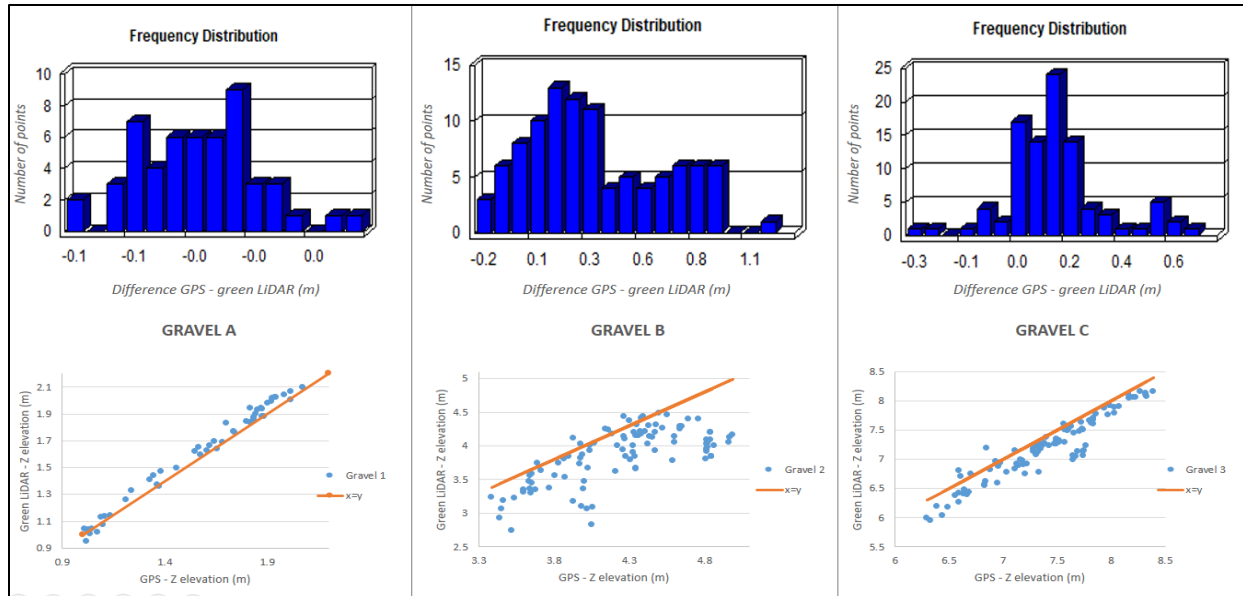 Frequency Distribution
Number of points
10
8
6
4
2
0
-0.1
-0.1
-0.0
-0.0
0.0
Difference GPS - green LiDAR (m)
Frequency Distribution
Number of points
15
10
5
0
-0.2
0.1
0.3
0.6
0.8
1.1
Difference GPS - green LiDAR (m)
Frequency Distribution
Number of points
25
20
15
10
5
0
-0.3
-0.1
0.0
0.2
0.4
0.6
Difference GPS - green LiDAR (m)
GRAVEL A
Green LiDAR - Z elevation (m)
2.1
1.9
1.7
1.5
1.3
1.1
0.9
0.9
1.4
1.9
GPS - Z elevation (m)
Gravel 1
x=y
GRAVEL B
Green LiDAR - Z elevation (m)
5
4.5
4
3.5
3
2.5
3.3
3.8
4.3
4.8
GPS - Z elevation (m)
Gravel 2
x=y
GRAVEL C
Green LiDAR - Z elevation (m)
8.5
8
7.5
7
6.5
6
5.5
6
6.5
7
7.5
8
8.5
GPS - Z elevation (m)
Gravel 3
x=y